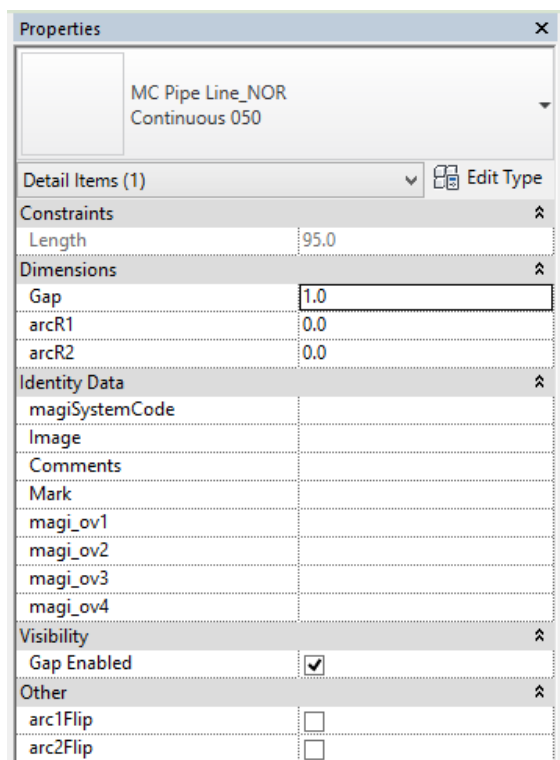 Properties
MC Pipe Line_NOR
Continuous 050
Detail Items (1) Edit Type
Constraints
Length 95.0
Dimensions
Gap 1.0
arcR1 0.0
arcR2 0.0
Identity Data
magiSystemCode
Image
Comments
Mark
magi_ov1
magi_ov2
magi_ov3
magi_ov4
Visibility
Gap Enabled
Other
arc1Flip
arc2Flip